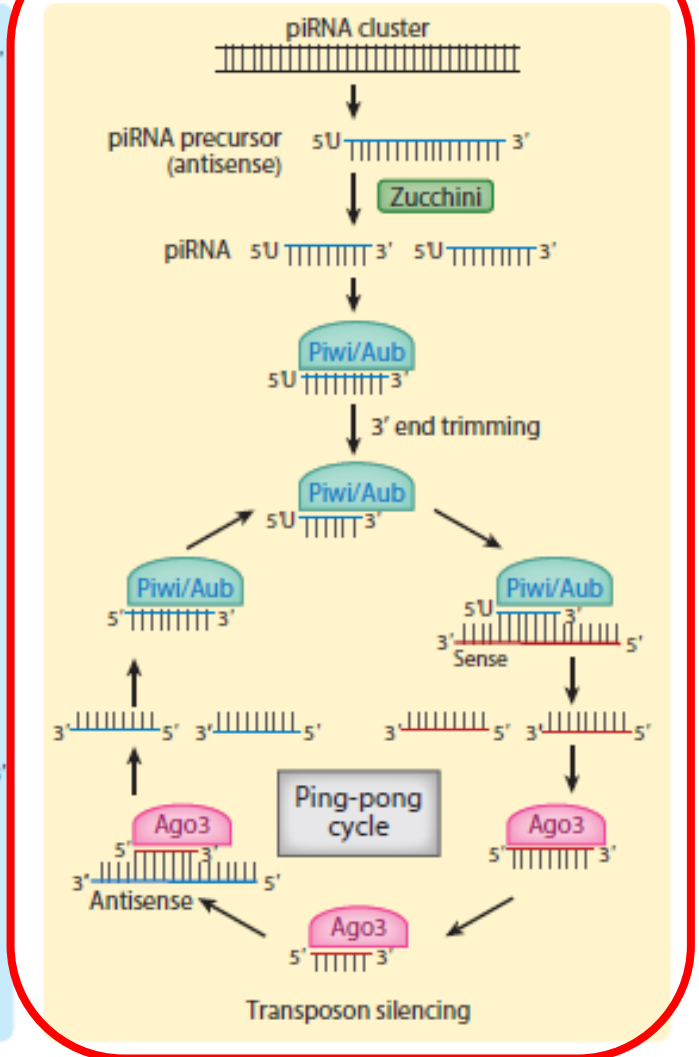 piRNA cluster
piRNA precursor 5'U 3'
(antisense)
Zucchini
piRNA 5'U 3' 5'U 3'
Piwi/Aub
5'U 3'
3' end trimming
Piwi/Aub
5'U 3'
Piwi/Aub Piwi/Aub
5' 3' 5'U 3'
3' 5'
Sense
3' 5' 3' 5' 3' 5' 3' 5'
Ping-pong
cycle
Ago3 Ago3
5' 3' 5' 3'
3' 5'
Antisense
Ago3
5' 3'
Transposon silencing